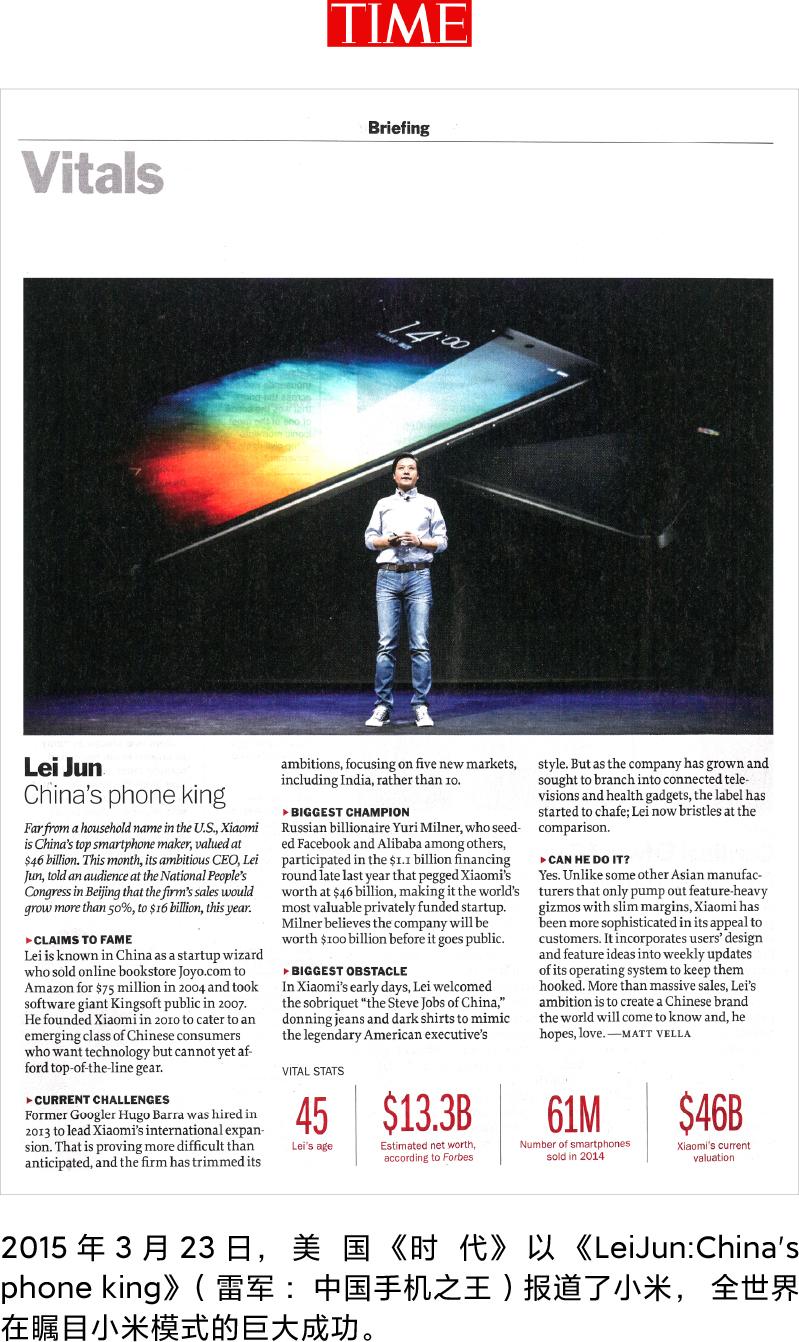 TIME
Briefing
Vitals
14:00
Lei Jun
China's phone king
Far from a household name in the U.S., Xiaomi
is China's top smartphone maker, valued at
$46 billion. This month, its ambitious CEO, Lei
Jun, told an audience at the National People's
Congress in Beijing that the firm's sales would
grow more than 50%, to $16 billion, this year.
▸CLAIMS TO FAME
Lei is known in China as a startup wizard
who sold online bookstore Joyo.com to
Amazon for $75 million in 2004 and took
software giant Kingsoft public in 2007.
He founded Xiaomi in 2010 to cater to an
emerging class of Chinese consumers
who want technology but cannot yet af-
ford top-of-the-line gear.
▸CURRENT CHALLENGES
Former Googler Hugo Barra was hired in
2013 to lead Xiaomi's international expan-
sion. That is proving more difficult than
anticipated, and the firm has trimmed its
ambitions, focusing on five new markets,
including India, rather than 10.
▸BIGGEST CHAMPION
Russian billionaire Yuri Milner, who seed-
ed Facebook and Alibaba among others,
participated in the $1.1 billion financing
round late last year that pegged Xiaomi's
worth at $46 billion, making it the world's
most valuable privately funded startup.
Milner believes the company will be
worth $100 billion before it goes public.
▸BIGGEST OBSTACLE
In Xiaomi's early days, Lei welcomed
the sobriquet “the Steve Jobs of China,”
donning jeans and dark shirts to mimic
the legendary American executive's
style. But as the company has grown and
sought to branch into connected tele-
visions and health gadgets, the label has
started to chafe; Lei now bristles at the
comparison.
▸CAN HE DO IT?
Yes. Unlike some other Asian manufac-
turers that only pump out feature-heavy
gizmos with slim margins, Xiaomi has
been more sophisticated in its appeal to
customers. It incorporates users' design
and feature ideas into weekly updates
of its operating system to keep them
hooked. More than massive sales, Lei's
ambition is to create a Chinese brand
the world will come to know and, he
hopes, love. —MATT VELLA
VITAL STATS
45
Lei's age
$13.3B
Estimated net worth,
according to Forbes
61M
Number of smartphones
sold in 2014
$46B
Xiaomi's current
valuation
2015 年 3 月 23 日， 美 国《时 代》以《LeiJun:China's
phone king》（ 雷军 ：中国手机之王 ）报道了小米， 全世界
在瞩目小米模式的巨大成功。